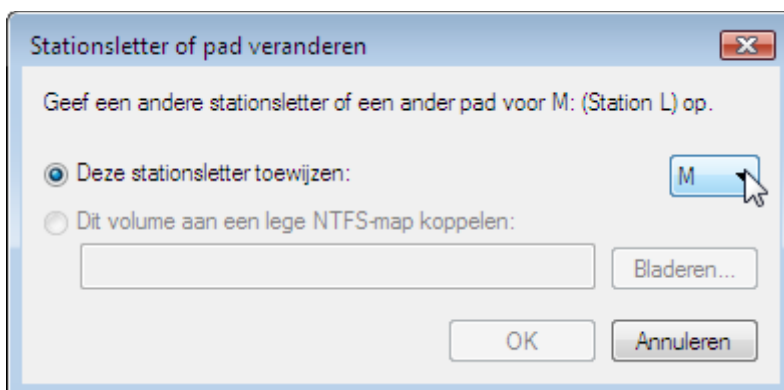 Stationsletter of pad veranderen
Geef een andere stationsletter of een ander pad voor M: (Station L) op.
Deze stationsletter toewijzen: M
Dit volume aan een lege NTFS-map koppelen:
Bladeren...
OK Annuleren